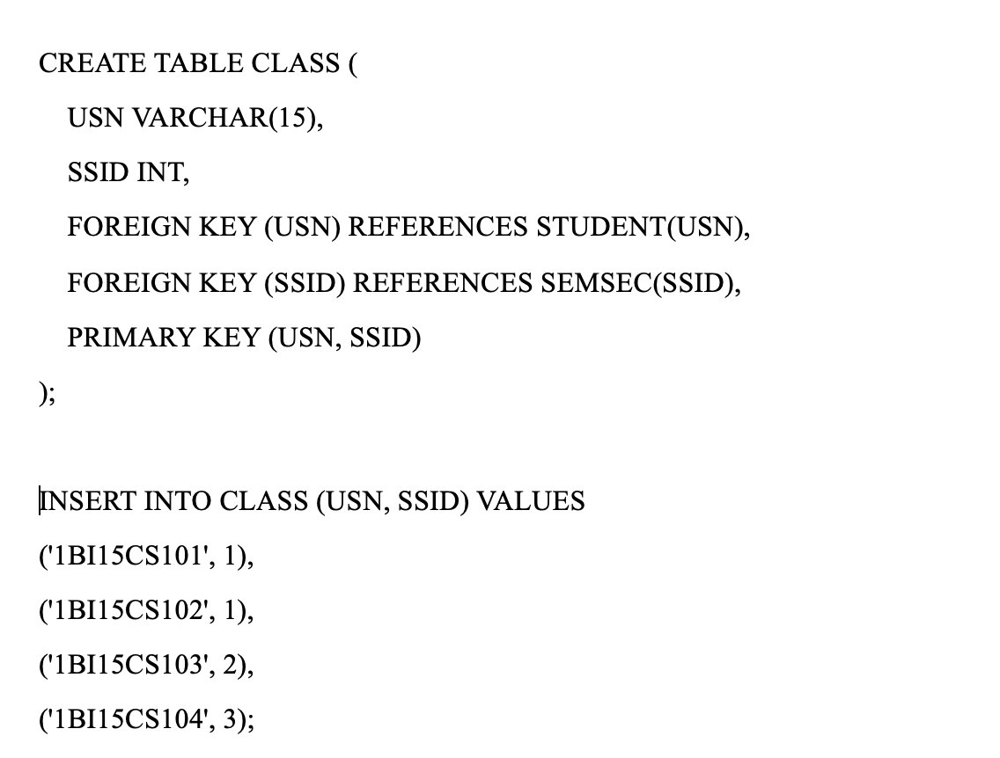 CREATE TABLE CLASS (
USN VARCHAR(15),
SSID INT,
FOREIGN KEY (USN) REFERENCES STUDENT(USN),
FOREIGN KEY (SSID) REFERENCES SEMSEC(SSID),
PRIMARY KEY (USN, SSID)
);
INSERT INTO CLASS (USN, SSID) VALUES
('1BI15CS101', 1),
('1BI15CS102', 1),
('1BI15CS103', 2),
('1BI15CS104', 3);